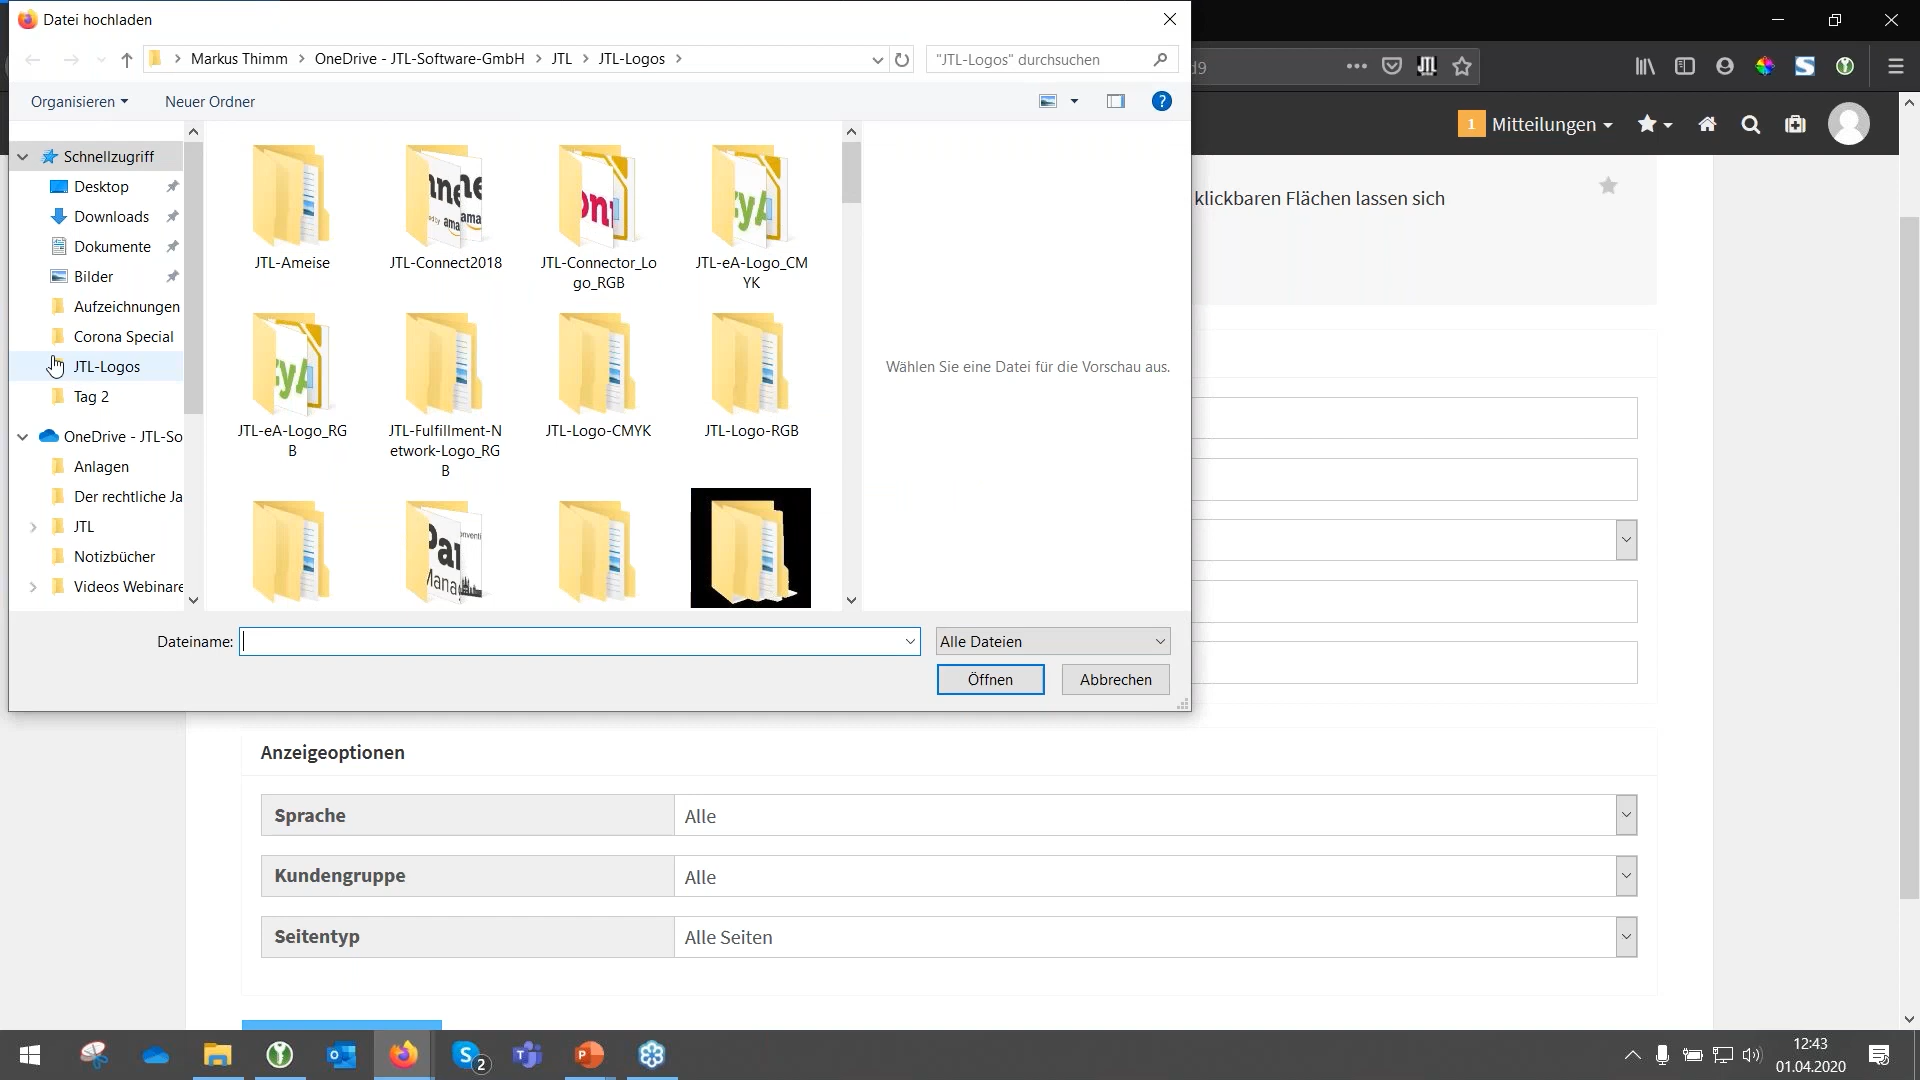 Datei hochladen
Markus Thimm
OneDrive - JTL-Software-GmbH
JTL
JTL-Logos
"JTL-Logos" durchsuchen
Organisieren
Neuer Ordner
?
d9
JTL
1
Mitteilungen
klickbaren Flächen lassen sich
Schnellzugriff
Desktop
Downloads
Dokumente
Bilder
Aufzeichnungen
Corona Special
JTL-Logos
Tag 2
OneDrive - JTL-So
Anlagen
Der rechtliche Ja
JTL
Notizbücher
Videos Webinare
JTL-Ameise
JTL-Connect2018
JTL-Connector_Lo
go_RGB
JTL-eA-Logo_CM
YK
JTL-eA-Logo_RG
B
JTL-Fulfillment-N
etwork-Logo_RG
B
JTL-Logo-CMYK
JTL-Logo-RGB
Wählen Sie eine Datei für die Vorschau aus.
Dateiname:
Alle Dateien
Öffnen
Abbrechen
Anzeigeoptionen
Sprache
Alle
Kundengruppe
Alle
Seitentyp
Alle Seiten
2
12:43
01.04.2020